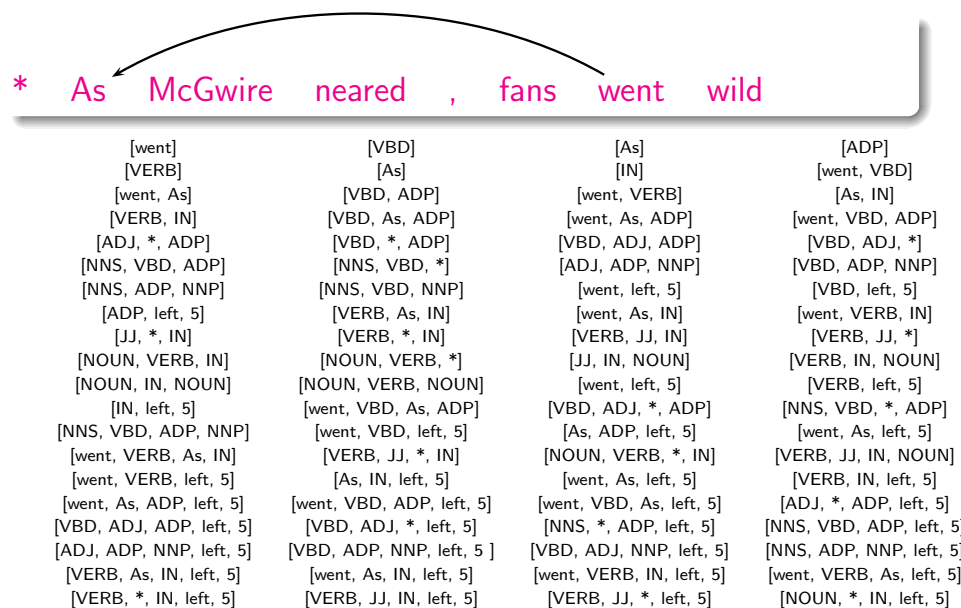 * As McGwire neared , fans went wild
[went] [VBD] [As] [ADP]
[VERB] [As] [IN] [went, VBD]
[went, As] [VBD, ADP] [went, VERB] [As, IN]
[VERB, IN] [VBD, As, ADP] [went, As, ADP] [went, VBD, ADP]
[ADJ, *, ADP] [VBD, *, ADP] [VBD, ADJ, ADP] [VBD, ADJ, *]
[NNS, VBD, ADP] [NNS, VBD, *] [ADJ, ADP, NNP] [VBD, ADP, NNP]
[NNS, ADP, NNP] [NNS, VBD, NNP] [went, left, 5] [VBD, left, 5]
[ADP, left, 5] [VERB, As, IN] [went, As, IN] [went, VERB, IN]
[JJ, *, IN] [VERB, *, IN] [VERB, JJ, IN] [VERB, JJ, *]
[NOUN, VERB, IN] [NOUN, VERB, *] [JJ, IN, NOUN] [VERB, IN, NOUN]
[NOUN, IN, NOUN] [NOUN, VERB, NOUN] [went, left, 5] [VERB, left, 5]
[IN, left, 5] [went, VBD, As, ADP] [VBD, ADJ, *, ADP] [NNS, VBD, *, ADP]
[NNS, VBD, ADP, NNP] [went, VBD, left, 5] [As, ADP, left, 5] [went, As, left, 5]
[went, VERB, As, IN] [VERB, JJ, *, IN] [NOUN, VERB, *, IN] [VERB, JJ, IN, NOUN]
[went, VERB, left, 5] [As, IN, left, 5] [went, As, left, 5] [VERB, IN, left, 5]
[went, As, ADP, left, 5] [went, VBD, ADP, left, 5] [went, VBD, As, left, 5] [ADJ, *, ADP, left, 5]
[VBD, ADJ, ADP, left, 5] [VBD, ADJ, *, left, 5] [NNS, *, ADP, left, 5] [NNS, VBD, ADP, left, 5]
[ADJ, ADP, NNP, left, 5] [VBD, ADP, NNP, left, 5 ] [VBD, ADJ, NNP, left, 5] [NNS, ADP, NNP, left, 5]
[VERB, As, IN, left, 5] [went, As, IN, left, 5] [went, VERB, IN, left, 5] [went, VERB, As, left, 5]
[VERB, *, IN, left, 5] [VERB, JJ, IN, left, 5] [VERB, JJ, *, left, 5] [NOUN, *, IN, left, 5]